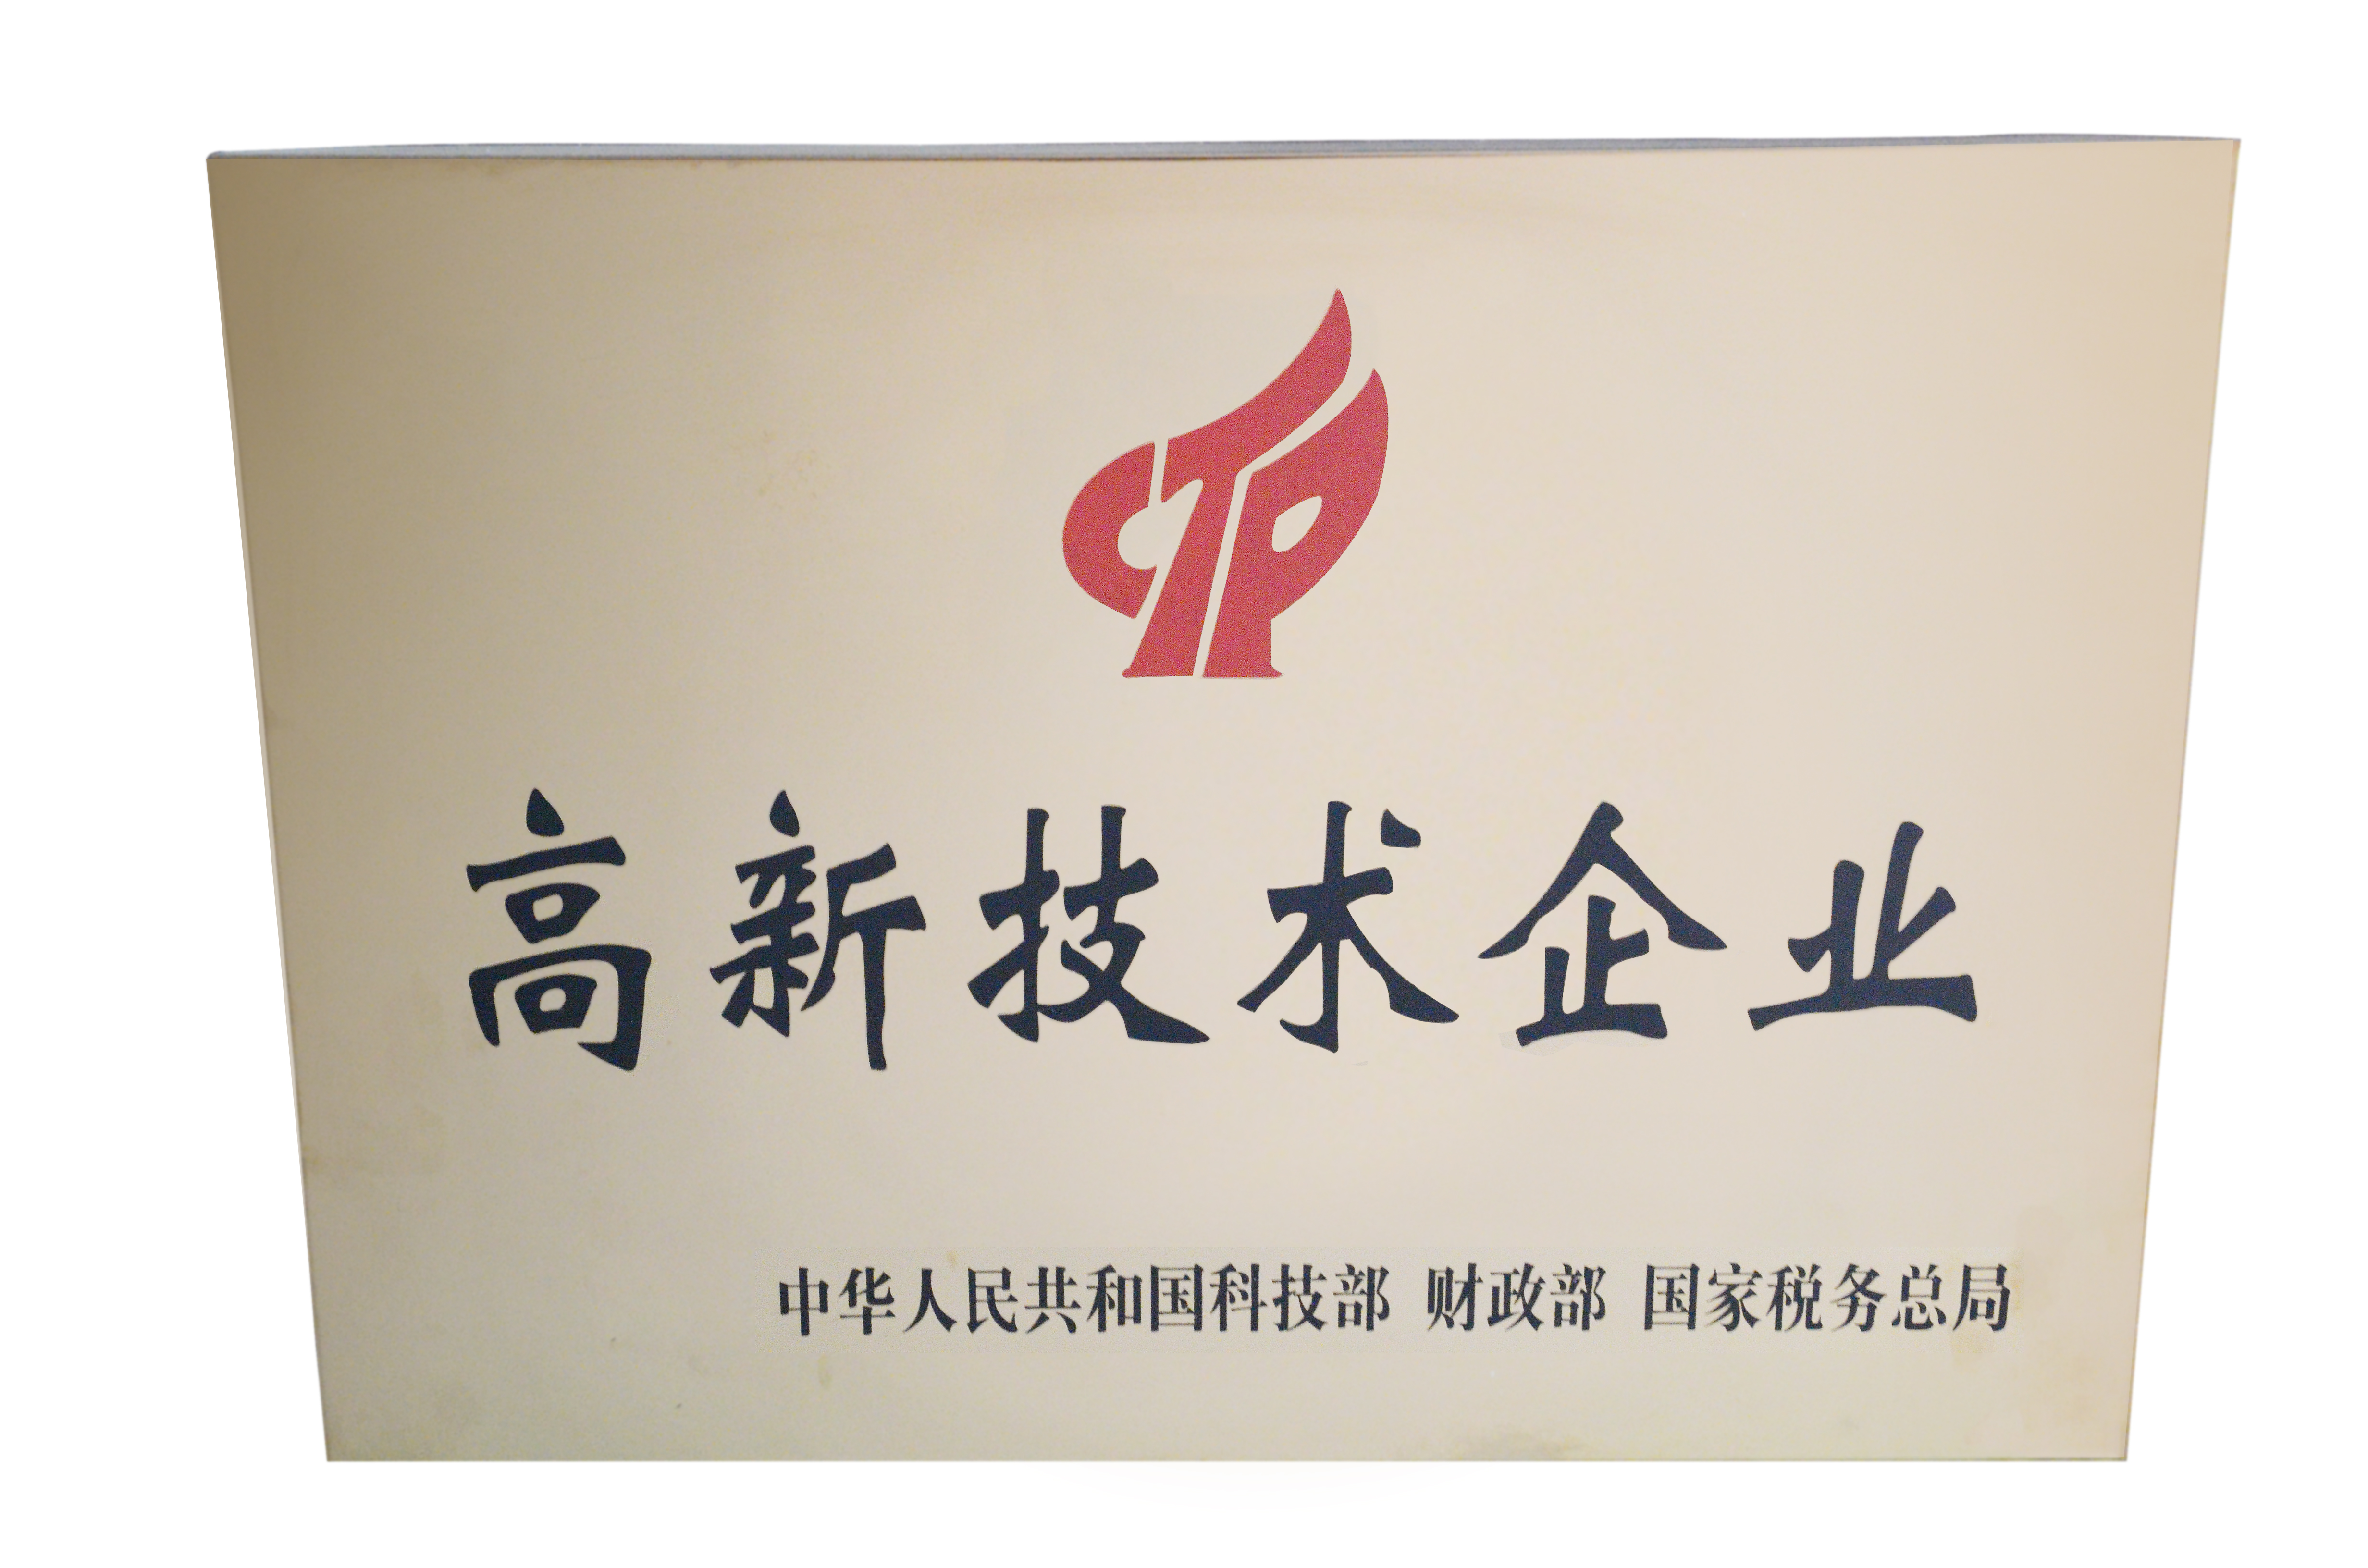 CTP
高新技术企业
中华人民共和国科技部 财政部 国家税务总局